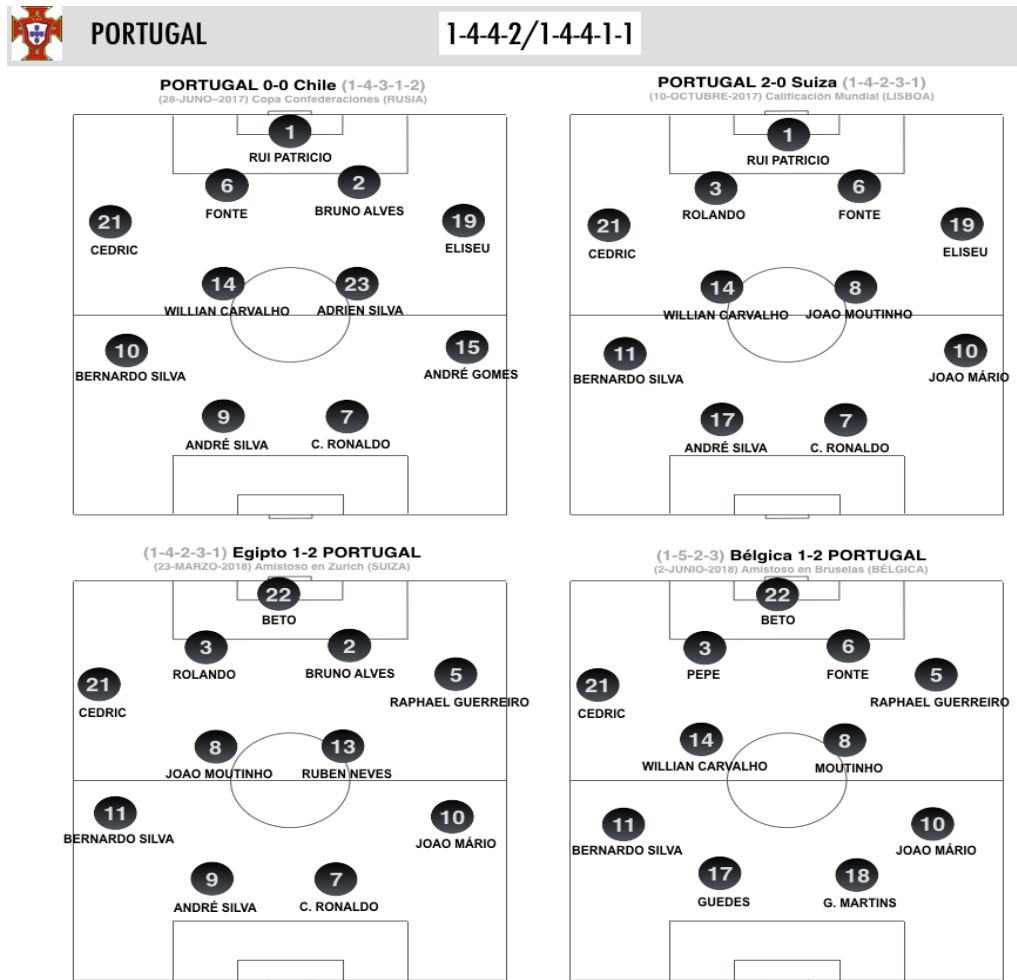 PORTUGAL
1-4-4-2/1-4-4-1-1
PORTUGAL 0-0 Chile (1-4-3-1-2)
(28-JUNO–2017) Copa Confederaciones (RUSIA)
1
RUI PATRICIO
6
2
FONTE
BRUNO ALVES
21
19
CEDRIC
ELISEU
14
23
WILLIAN CARVALHO
ADRIEN SILVA
10
15
BERNARDO SILVA
ANDRÉ GOMES
9
7
ANDRÉ SILVA
C. RONALDO
PORTUGAL 2-0 Suiza (1-4-2-3-1)
(10-OCTUBRE-2017) Calificación Mundial (LISBOA)
1
RUI PATRICIO
3
6
ROLANDO
FONTE
21
19
CEDRIC
ELISEU
14
8
WILLIAN CARVALHO
JOAO MOUTINHO
11
10
BERNARDO SILVA
JOAO MÁRIO
17
7
ANDRÉ SILVA
C. RONALDO
(1-4-2-3-1) Egipto 1-2 PORTUGAL
(23-MARZO-2018) Amistoso en Zurich (SUIZA)
22
BETO
3
2
ROLANDO
BRUNO ALVES
21
5
CEDRIC
RAPHAEL GUERREIRO
8
13
JOAO MOUTINHO
RUBEN NEVES
11
10
BERNARDO SILVA
JOAO MÁRIO
9
7
ANDRÉ SILVA
C. RONALDO
(1-5-2-3) Bélgica 1-2 PORTUGAL
(2-JUNIO-2018) Amistoso en Bruselas (BÉLGICA)
22
BETO
3
6
PEPE
FONTE
21
5
CEDRIC
RAPHAEL GUERREIRO
14
8
WILLIAN CARVALHO
MOUTINHO
11
10
BERNARDO SILVA
JOAO MÁRIO
17
18
GUEDES
G. MARTINS